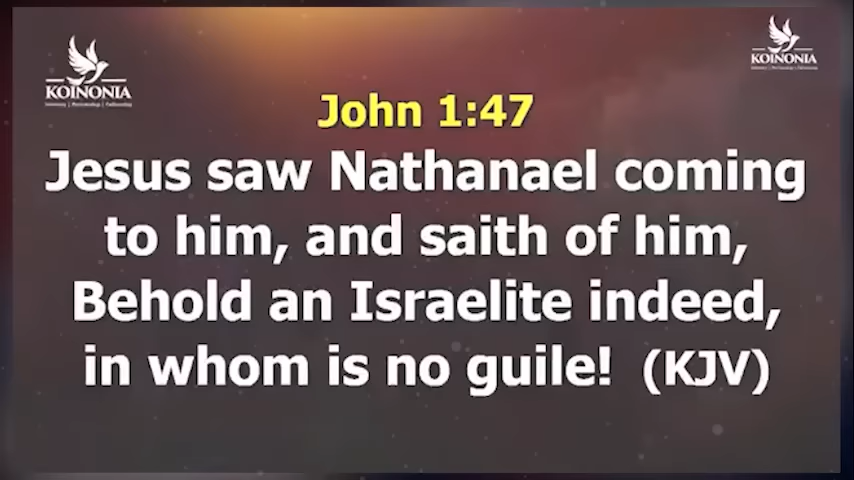 KOINONIA
KOINONIA
John 1:47
Jesus saw Nathanael coming
to him, and saith of him,
Behold an Israelite indeed,
in whom is no guile! (KJV)